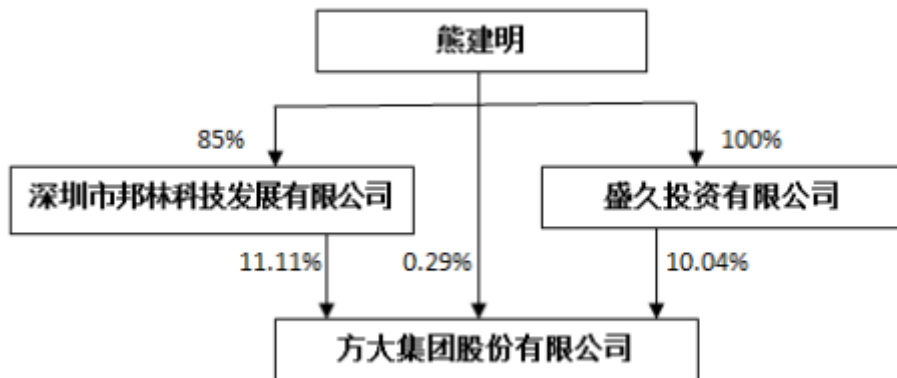 熊建明
85%
100%
深圳市邦林科技发展有限公司
盛久投资有限公司
11.11%
0.29%
10.04%
方大集团股份有限公司